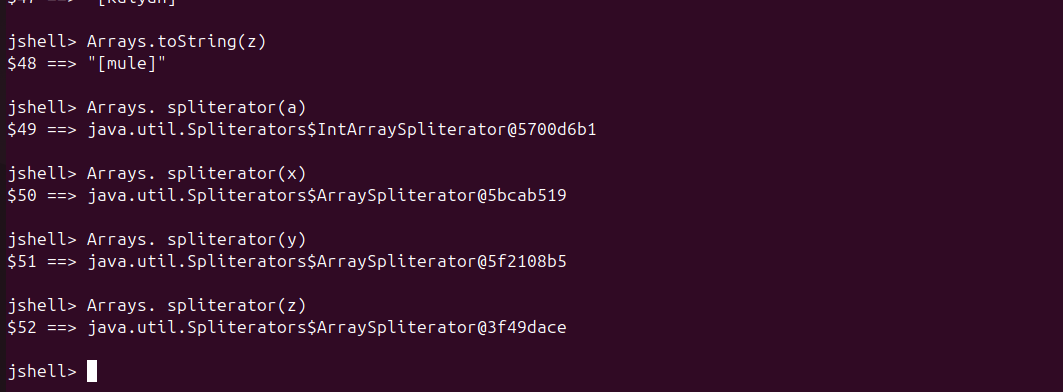 jshell> Arrays.toString(z)
$48 ==> "[mule]"
jshell> Arrays. spliterator(a)
$49 ==> java.util.Spliterators$IntArraySpliterator@5700d6b1
jshell> Arrays. spliterator(x)
$50 ==> java.util.Spliterators$ArraySpliterator@5bcab519
jshell> Arrays. spliterator(y)
$51 ==> java.util.Spliterators$ArraySpliterator@5f2108b5
jshell> Arrays. spliterator(z)
$52 ==> java.util.Spliterators$ArraySpliterator@3f49dace
jshell>